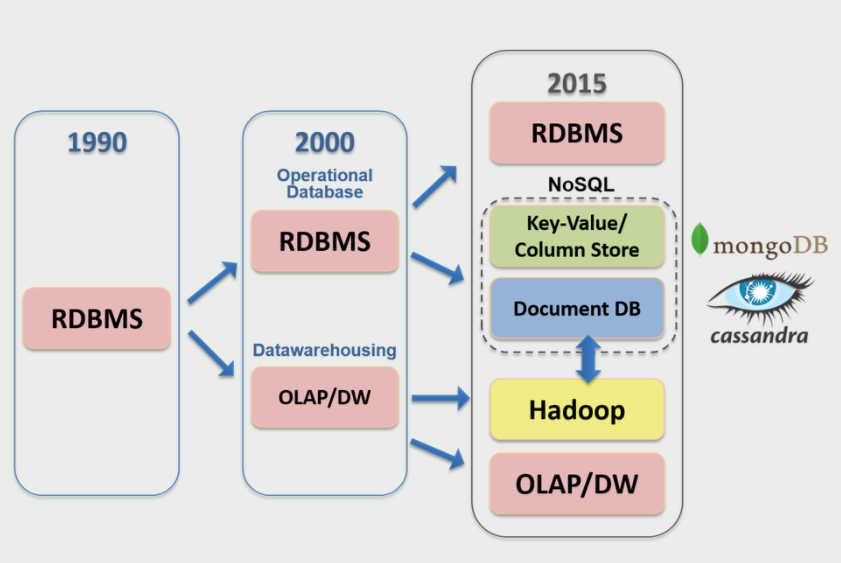 1990
RDBMS
2000
Operational
Database
RDBMS
Datawarehousing
OLAP/DW
2015
RDBMS
NoSQL
Key-Value/
Column Store
Document DB
Hadoop
OLAP/DW
mongoDB
cassandra